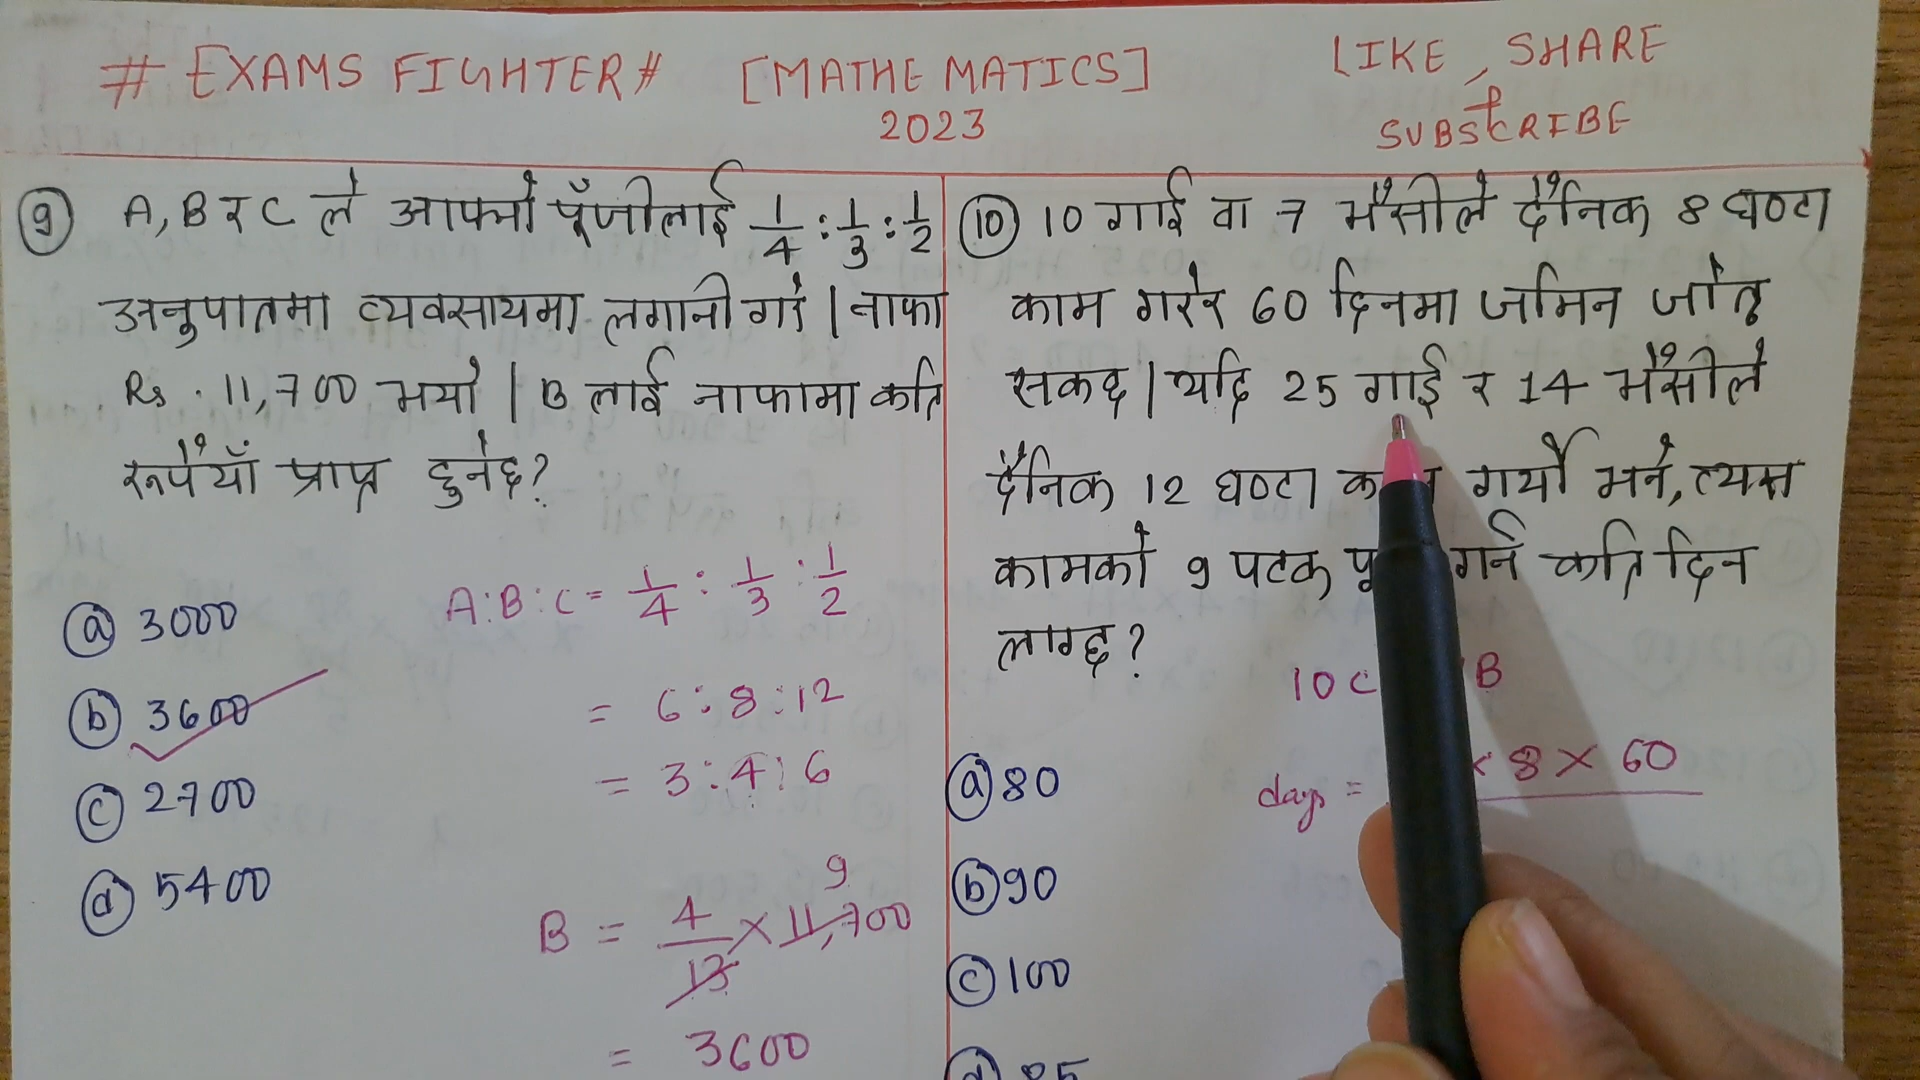 # EXAMS FIGHTER # [MATHEMATICS] 2023
LIKE, SHARE & SUBSCRIBE
9 A, B र C ले आफ्नो पूँजीलाई 1/4 : 1/3 : 1/2
अनुपातमा व्यवसायमा लगानी गरे | नाफा
Rs. 11,700 भयो | B लाई नाफामा कति
रूपैयाँ प्राप्त हुनेछ?
(a) 3000
(b) 3600
(c) 2700
(d) 5400
A:B:C = 1/4 : 1/3 : 1/2
= 6:8:12
= 3:4:6
9
B = 4/13 × 11,700
= 3600
10 10 गाई वा 7 भैंसीले दैनिक 8 घण्टा
काम गरेर 60 दिनमा जमिन जोत्न
सकछ | यदि 25 गाई र 14 भैंसीले
दैनिक 12 घण्टा गर्यो भने, त्यस
कामको 9 पटक गर्न कति दिन
लाग्छ?
10 C B
days = × 8 × 60
(a) 80
(b) 90
(c) 100
(d)